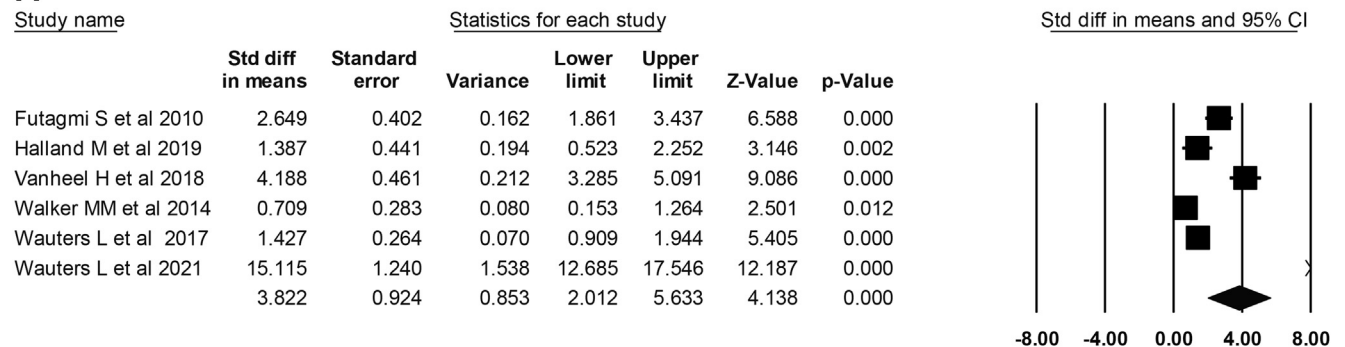 Study name Statistics for each study Std diff in means and 95% CI
Std diff Standard Lower Upper
in means error Variance limit limit Z-Value p-Value
Futagmi S et al 2010 2.649 0.402 0.162 1.861 3.437 6.588 0.000
Halland M et al 2019 1.387 0.441 0.194 0.523 2.252 3.146 0.002
Vanheel H et al 2018 4.188 0.461 0.212 3.285 5.091 9.086 0.000
Walker MM et al 2014 0.709 0.283 0.080 0.153 1.264 2.501 0.012
Wauters L et al 2017 1.427 0.264 0.070 0.909 1.944 5.405 0.000
Wauters L et al 2021 15.115 1.240 1.538 12.685 17.546 12.187 0.000
3.822 0.924 0.853 2.012 5.633 4.138 0.000
-8.00 -4.00 0.00 4.00 8.00